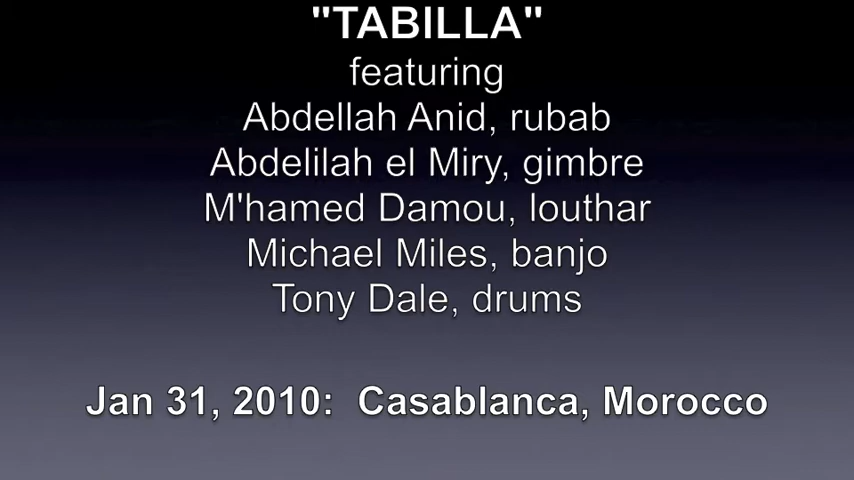 "TABILLA"
featuring
Abdellah Anid, rubab
Abdelilah el Miry, gimbre
M'hamed Damou, louthar
Michael Miles, banjo
Tony Dale, drums
Jan 31, 2010:  Casablanca, Morocco